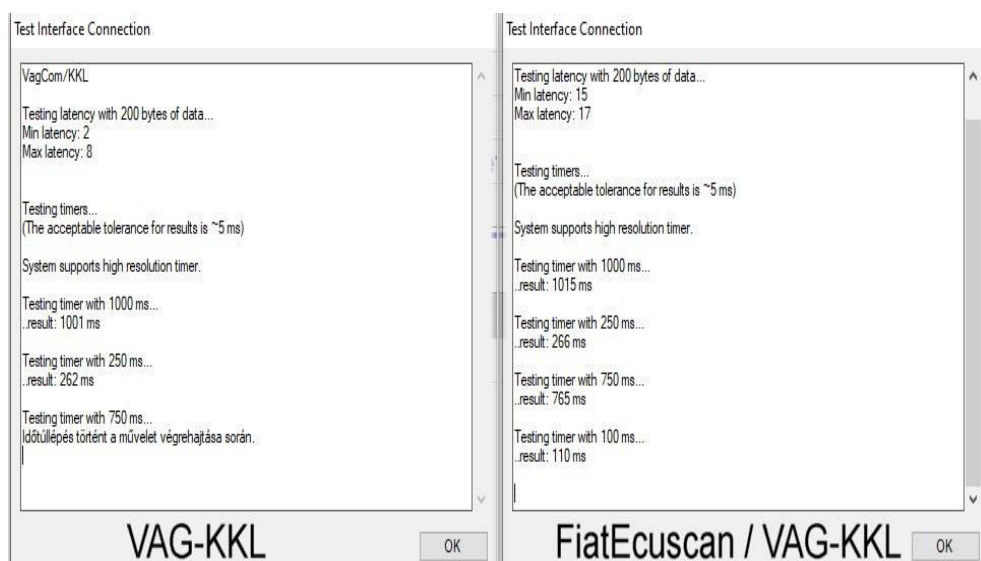 Test Interface Connection
VagCom/KKL
Testing latency with 200 bytes of data...
Min latency: 2
Max latency: 8
Testing timers...
(The acceptable tolerance for results is ~5 ms)
System supports high resolution timer.
Testing timer with 1000 ms...
..result: 1001 ms
Testing timer with 250 ms...
..result: 262 ms
Testing timer with 750 ms...
Időtúllépés történt a művelet végrehajtása során.
VAG-KKL
OK
Test Interface Connection
Testing latency with 200 bytes of data...
Min latency: 15
Max latency: 17
Testing timers...
(The acceptable tolerance for results is ~5 ms)
System supports high resolution timer.
Testing timer with 1000 ms...
..result: 1015 ms
Testing timer with 250 ms...
..result: 266 ms
Testing timer with 750 ms...
..result: 765 ms
Testing timer with 100 ms...
..result: 110 ms
FiatEcuscan / VAG-KKL
OK